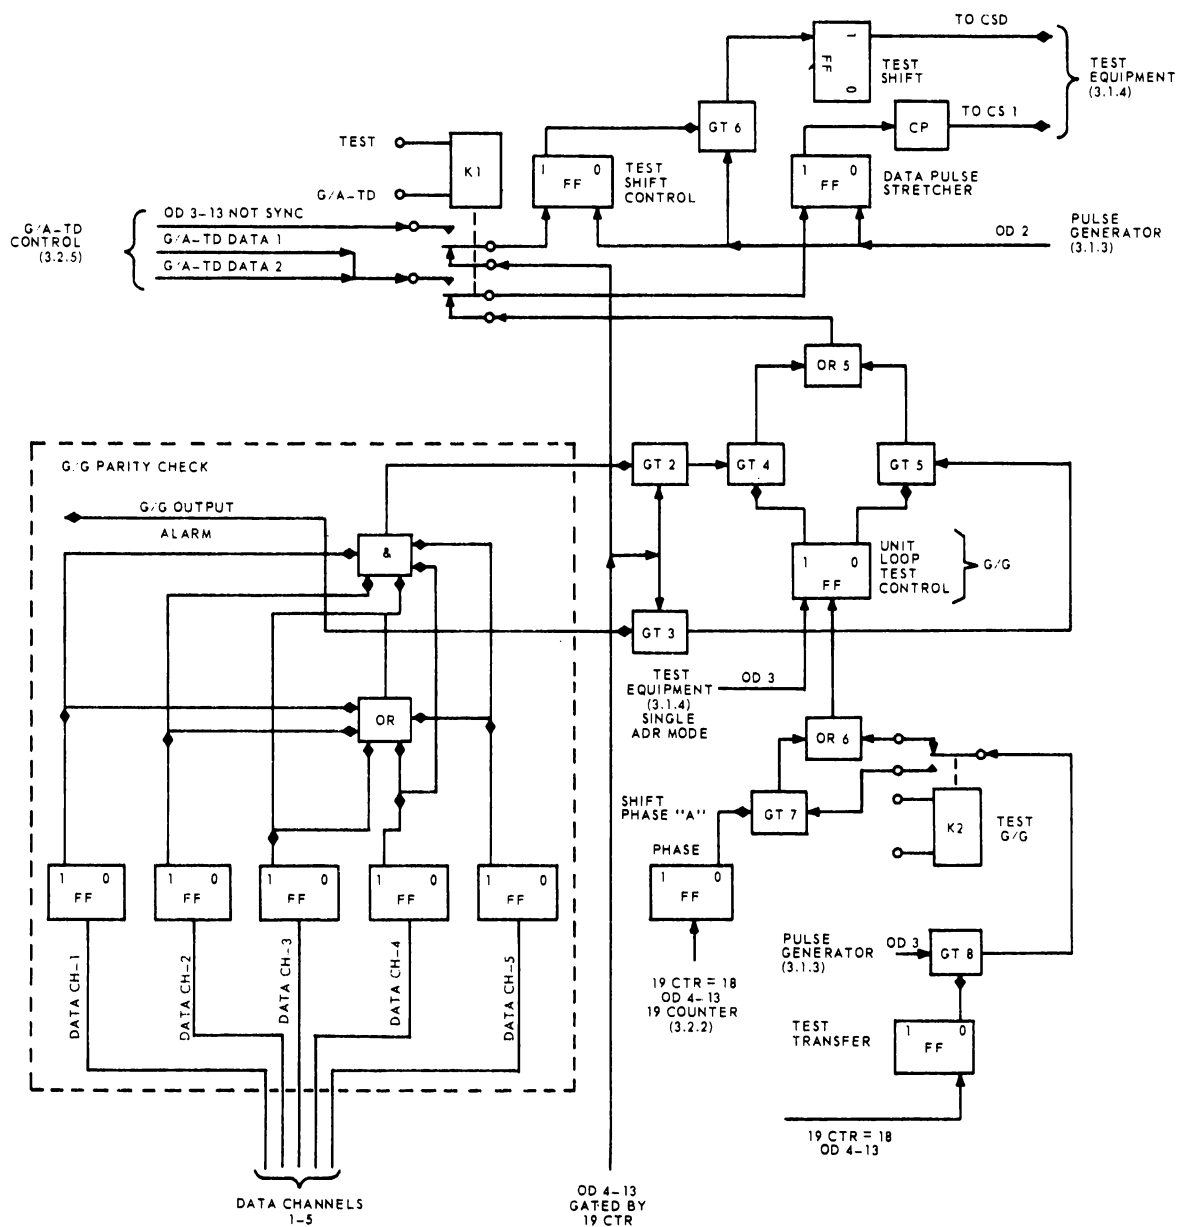 TO CSD
1
FF
0
TEST
SHIFT
TEST
EQUIPMENT
(3.1.4)
GT 6
CP
TO CS 1
TEST
K1
G/A-TD
1 0
FF
TEST
SHIFT
CONTROL
1 0
FF
DATA PULSE
STRETCHER
G/A-TD
CONTROL
(3.2.5)
OD 3-13 NOT SYNC
G/A-TD DATA 1
G/A-TD DATA 2
OD 2
PULSE
GENERATOR
(3.1.3)
OR 5
G/G PARITY CHECK
GT 2
GT 4
GT 5
G/G OUTPUT
ALARM
&
1 0
FF
UNIT
LOOP
TEST
CONTROL
G/G
GT 3
TEST
EQUIPMENT
(3.1.4)
SINGLE
ADR MODE
OD 3
OR
OR 6
SHIFT
PHASE "A"
GT 7
K2
TEST
G/G
PHASE
1 0
FF
1 0
FF
1 0
FF
1 0
FF
1 0
FF
1 0
FF
DATA CH-1
DATA CH-2
DATA CH-3
DATA CH-4
DATA CH-5
PULSE
GENERATOR
(3.1.3)
OD 3
GT 8
19 CTR = 18
OD 4-13
19 COUNTER
(3.2.2)
TEST
TRANSFER
1 0
FF
19 CTR = 18
OD 4-13
DATA CHANNELS
1-5
OD 4-13
GATED BY
19 CTR